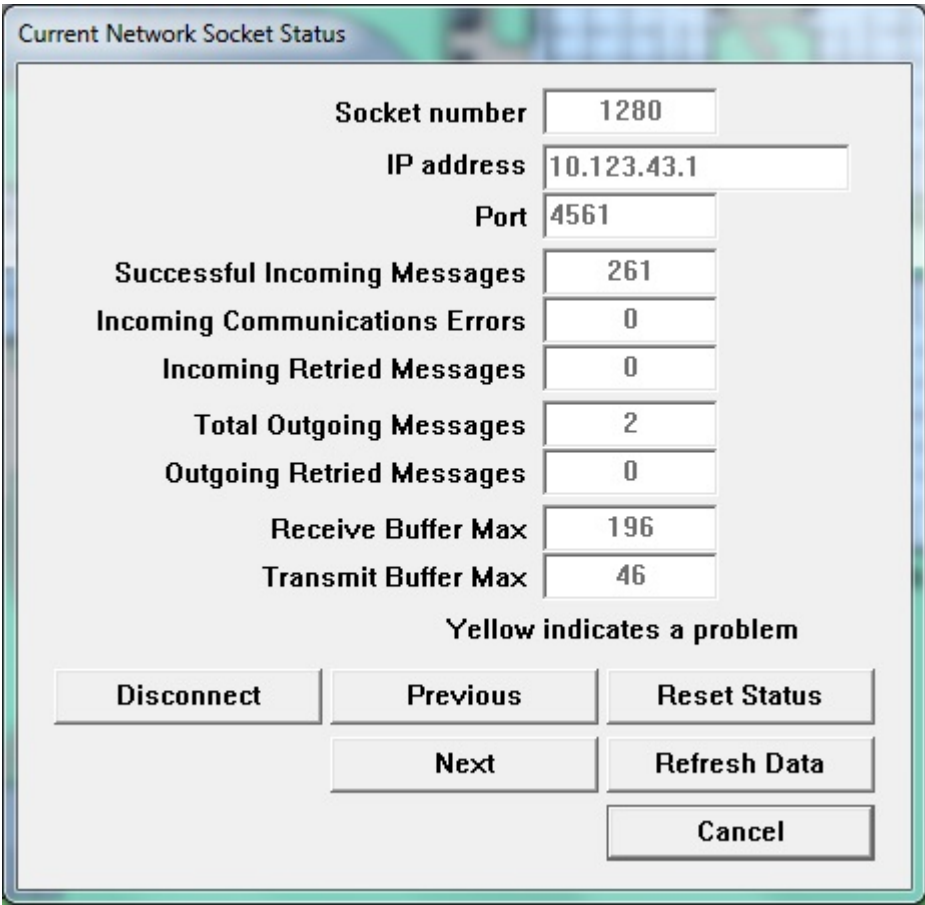 Current Network Socket Status
Socket number 1280
IP address 10.123.43.1
Port 4561
Successful Incoming Messages 261
Incoming Communications Errors 0
Incoming Retried Messages 0
Total Outgoing Messages 2
Outgoing Retried Messages 0
Receive Buffer Max 196
Transmit Buffer Max 46
Yellow indicates a problem
Disconnect Previous Reset Status
Next Refresh Data
Cancel